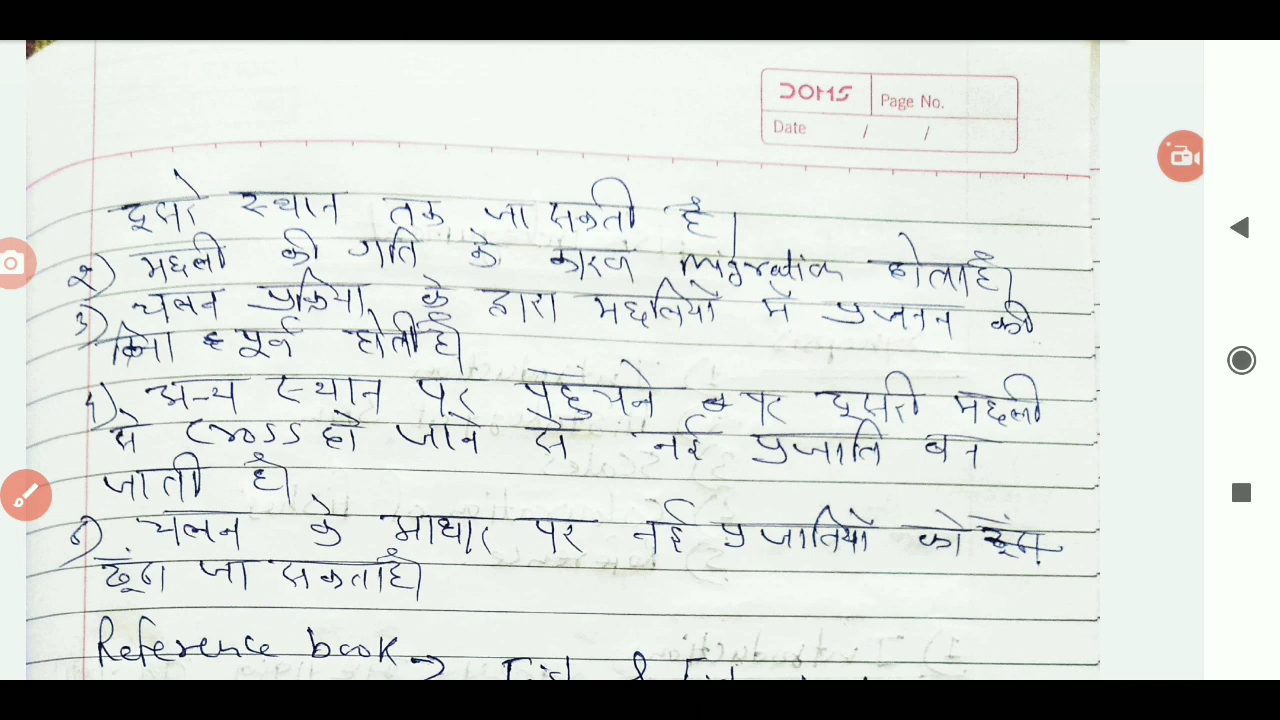 DOMS
Page No.
Date / /
दूसरे स्थान तक जा सकती है।
2) मछली की गति के कारण migration होता है।
3) चलन प्रक्रिया के द्वारा मछलियों में प्रजनन की
क्रिया पूर्न होती है।
4) अन्य स्थान पर पहुचने पर दूसरी मछली
से cross हो जाने से नई प्रजाति बन
जाती है।
5) चलन के आधार पर नई प्रजातियों को
ढूंढा जा सकता है।
Reference book →